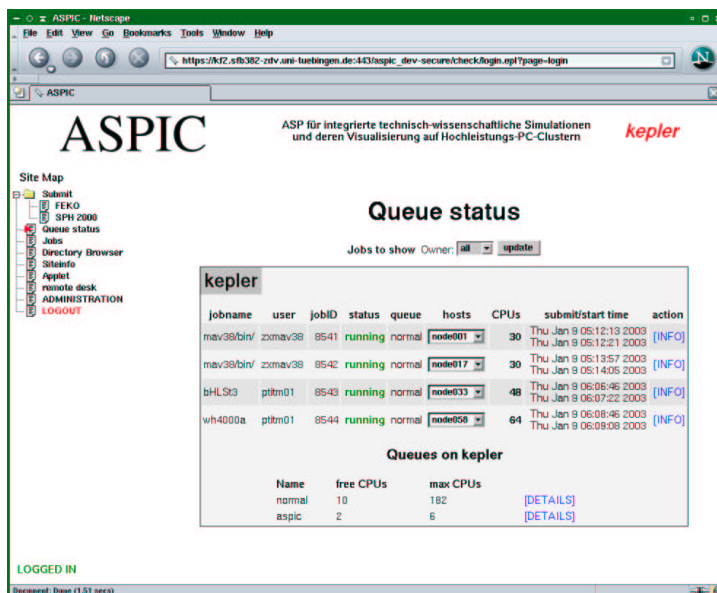 ASPIC - Netscape
File Edit View Go Bookmarks Tools Window Help
https://kf2.sfb382-zdv.uni-tuebingen.de:443/aspic_dev-secure/check/login.epl?page=login
N
ASPIC
ASPIC
ASP für integrierte technisch-wissenschaftliche Simulationen
und deren Visualisierung auf Hochleistungs-PC-Clustern
kepler
Site Map
Submit
FEKO
SPH 2000
Queue status
Jobs
Directory Browser
Siteinfo
Applet
remote desk
ADMINISTRATION
LOGOUT
Queue status
Jobs to show Owner: all update
kepler
jobname user jobID status queue hosts CPUs submit/start time action
mav38/bin/ zxmav38 8541 running normal node001 30 Thu Jan 9 05:12:13 2003 [INFO]
Thu Jan 9 05:12:21 2003
mav38/bin/ zxmav38 8542 running normal node017 30 Thu Jan 9 05:13:57 2003 [INFO]
Thu Jan 9 05:14:05 2003
bHLSt3 ptitm01 8543 running normal node033 48 Thu Jan 9 06:06:46 2003 [INFO]
Thu Jan 9 06:07:22 2003
wh4000a ptitm01 8544 running normal node058 64 Thu Jan 9 06:08:46 2003 [INFO]
Thu Jan 9 06:09:08 2003
Queues on kepler
Name free CPUs max CPUs
normal 10 182 [DETAILS]
aspic 2 6 [DETAILS]
LOGGED IN
Document: Done (1.51 secs)